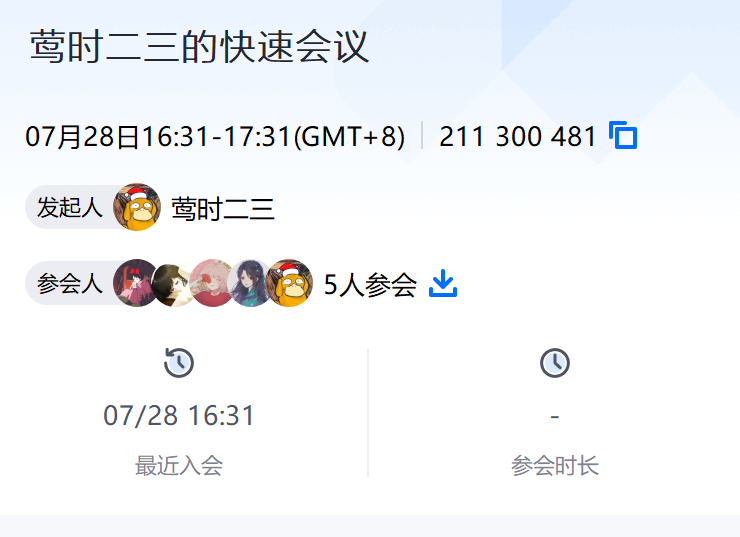 莺时二三的快速会议
07月28日16:31-17:31(GMT+8) 211 300 481
发起人 莺时二三
参会人 5人参会
07/28 16:31 -
最近入会 参会时长